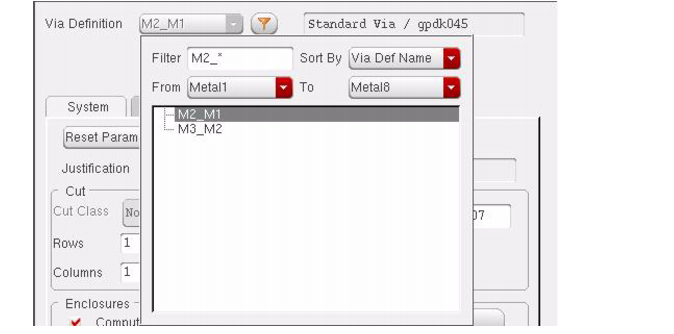 Via Definition M2_M1 Standard Via / gpdk045
Filter M2_* Sort By Via Def Name
From Metal1 To Metal8
System
M2_M1
M3_M2
Reset Param
Justification
Cut
Cut Class No 07
Rows 1
Columns 1
Enclosures
Comput